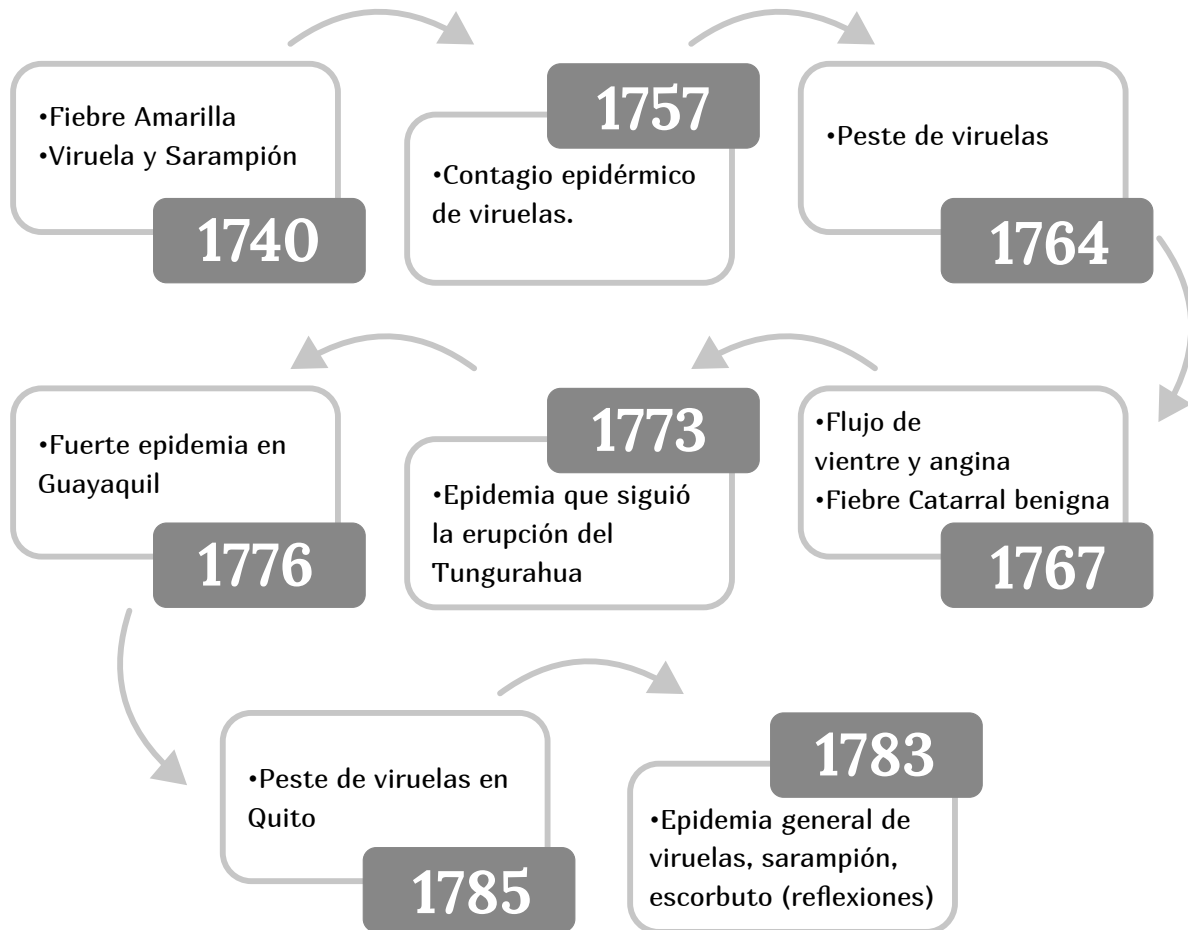 •Fiebre Amarilla
•Viruela y Sarampión
1740
1757
•Contagio epidérmico
de viruelas.
•Peste de viruelas
1764
•Flujo de
vientre y angina
•Fiebre Catarral benigna
1767
1773
•Epidemia que siguió
la erupción del
Tungurahua
•Fuerte epidemia en
Guayaquil
1776
•Peste de viruelas en
Quito
1785
1783
•Epidemia general de
viruelas, sarampión,
escorbuto (reflexiones)